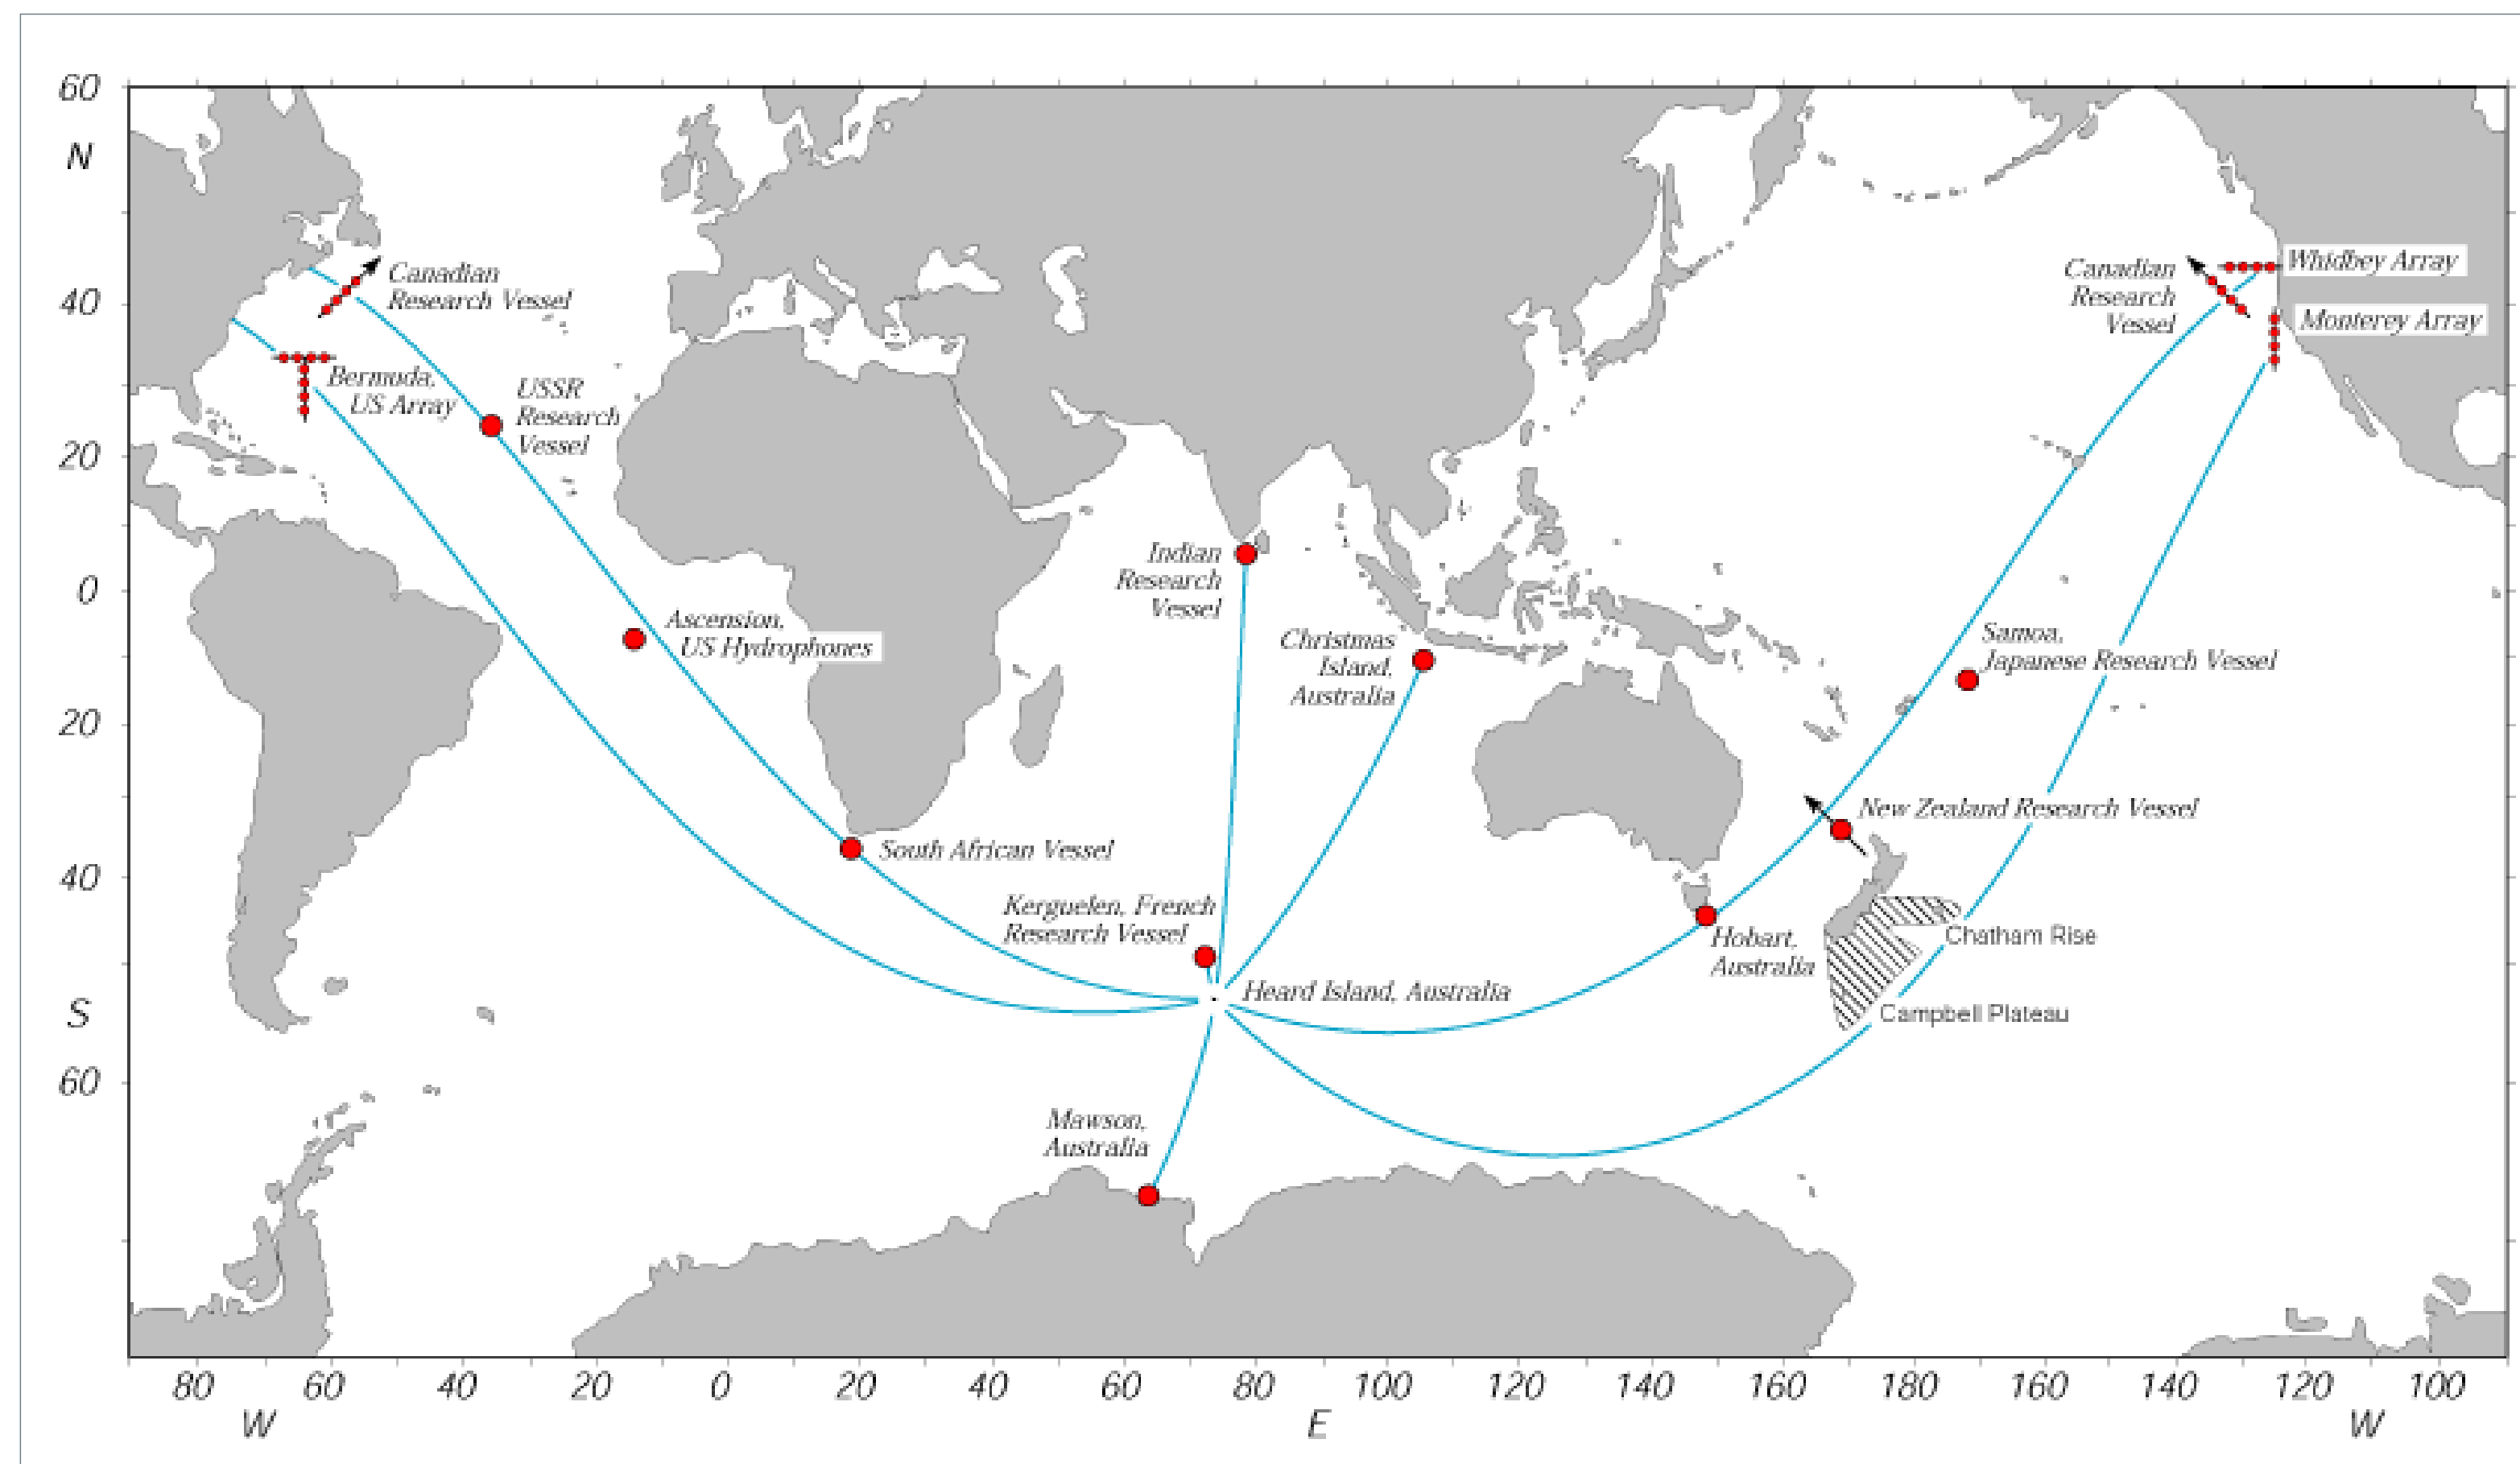 60
N
40
20
0
20
40
S
60
Canadian
Research Vessel
Bermuda,
US Array
USSR
Research
Vessel
Ascension,
US Hydrophones
South African Vessel
Kerguelen, French
Research Vessel
Indian
Research
Vessel
Christmas
Island,
Australia
Heard Island, Australia
Mawson,
Australia
Hobart,
Australia
Canadian
Research
Vessel
Whidbey Array
Monterey Array
Samoa,
Japanese Research Vessel
New Zealand Research Vessel
Chatham Rise
Campbell Plateau
80 60 40 20 0 20 40 60 80 100 120 140 160 180 160 140 120 100
W E W